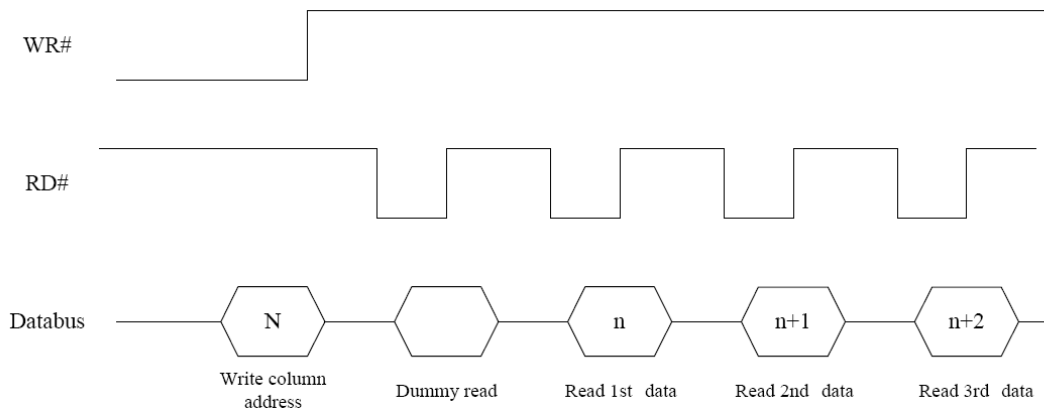 WR#
RD#
Databus
N
n
n+1
n+2
Write column
address
Dummy read
Read 1st data
Read 2nd data
Read 3rd data